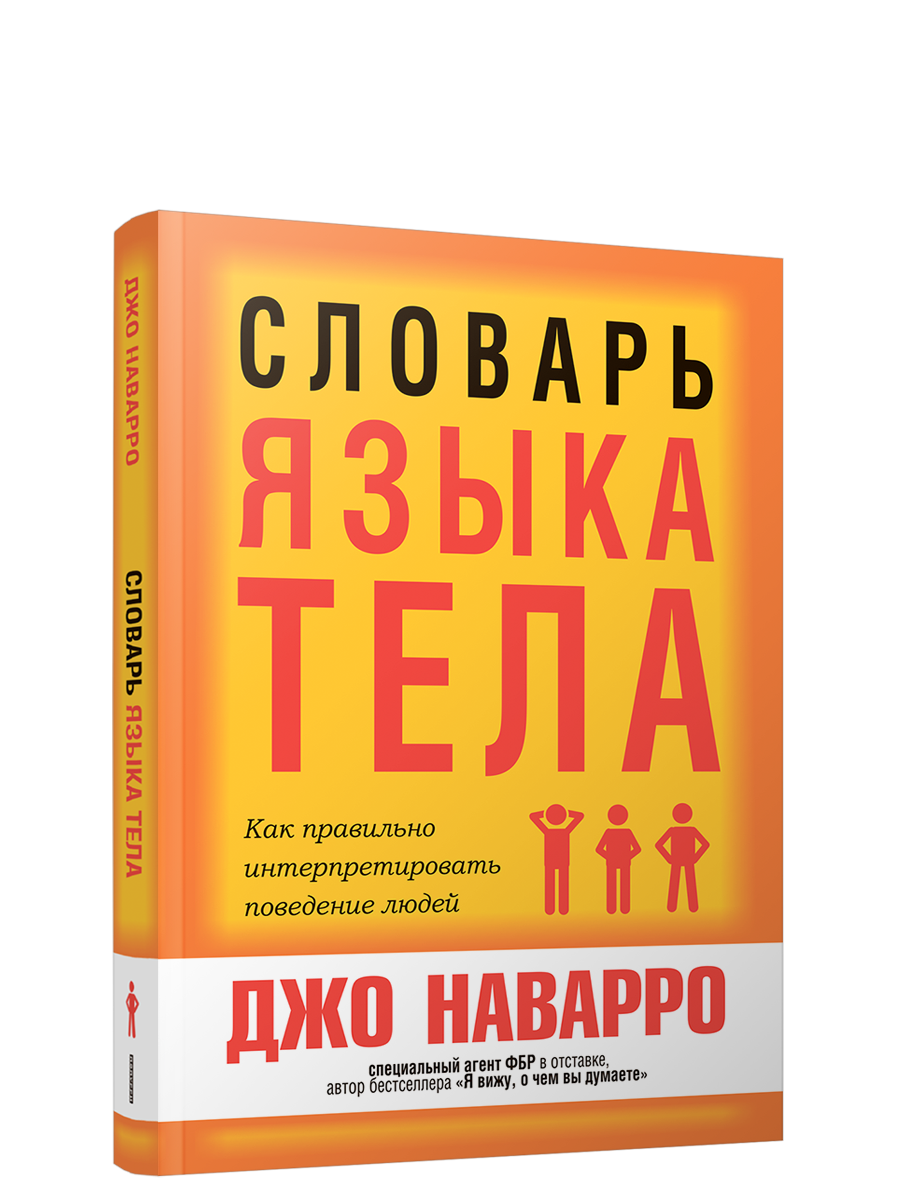 СЛОВАРЬ
ЯЗЫКА
ТЕЛА
Как правильно
интерпретировать
поведение людей
ДЖО НАВАРРО
специальный агент ФБР в отставке,
автор бестселлера «Я вижу, о чем вы думаете»
ДЖО НАВАРРО
СЛОВАРЬ ЯЗЫКА ТЕЛА